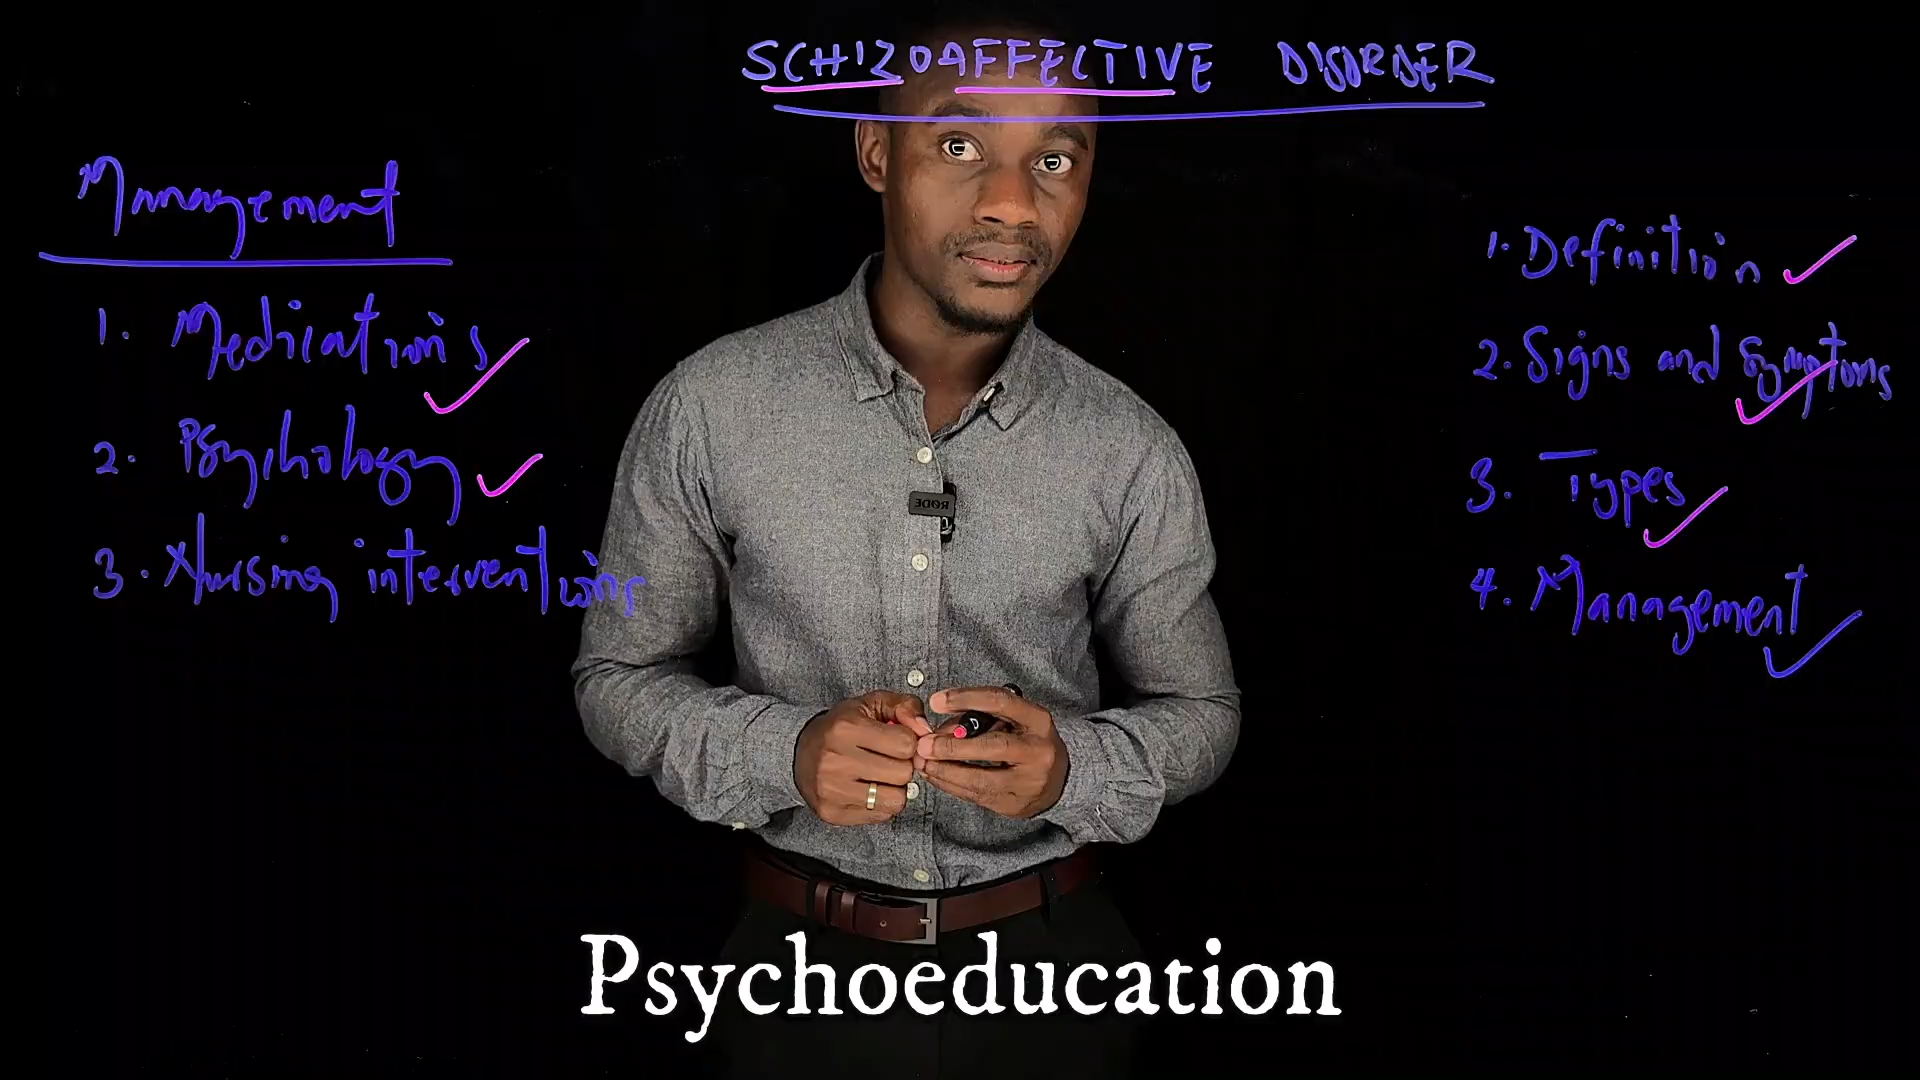 SCHIZOAFFECTIVE DISORDER
Management
1. Medications
2. Psychology
3. Nursing interventions
1. Definition
2. Signs and Symptoms
3. Types
4. Management
RØDE
Psychoeducation